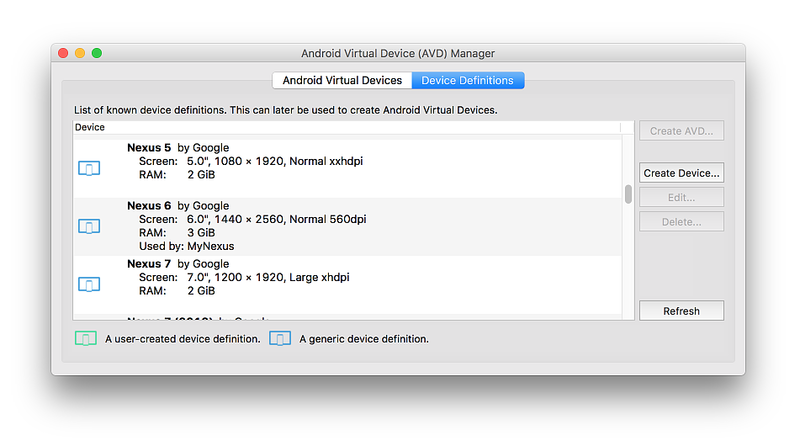 Android Virtual Device (AVD) Manager
Android Virtual Devices Device Definitions
List of known device definitions. This can later be used to create Android Virtual Devices.
Device
Create AVD...
Nexus 5 by Google
Screen: 5.0", 1080 × 1920, Normal xxhdpi
RAM: 2 GiB
Create Device...
Edit...
Delete...
Nexus 6 by Google
Screen: 6.0", 1440 × 2560, Normal 560dpi
RAM: 3 GiB
Used by: MyNexus
Nexus 7 by Google
Screen: 7.0", 1200 × 1920, Large xhdpi
RAM: 2 GiB
Refresh
A user-created device definition. A generic device definition.